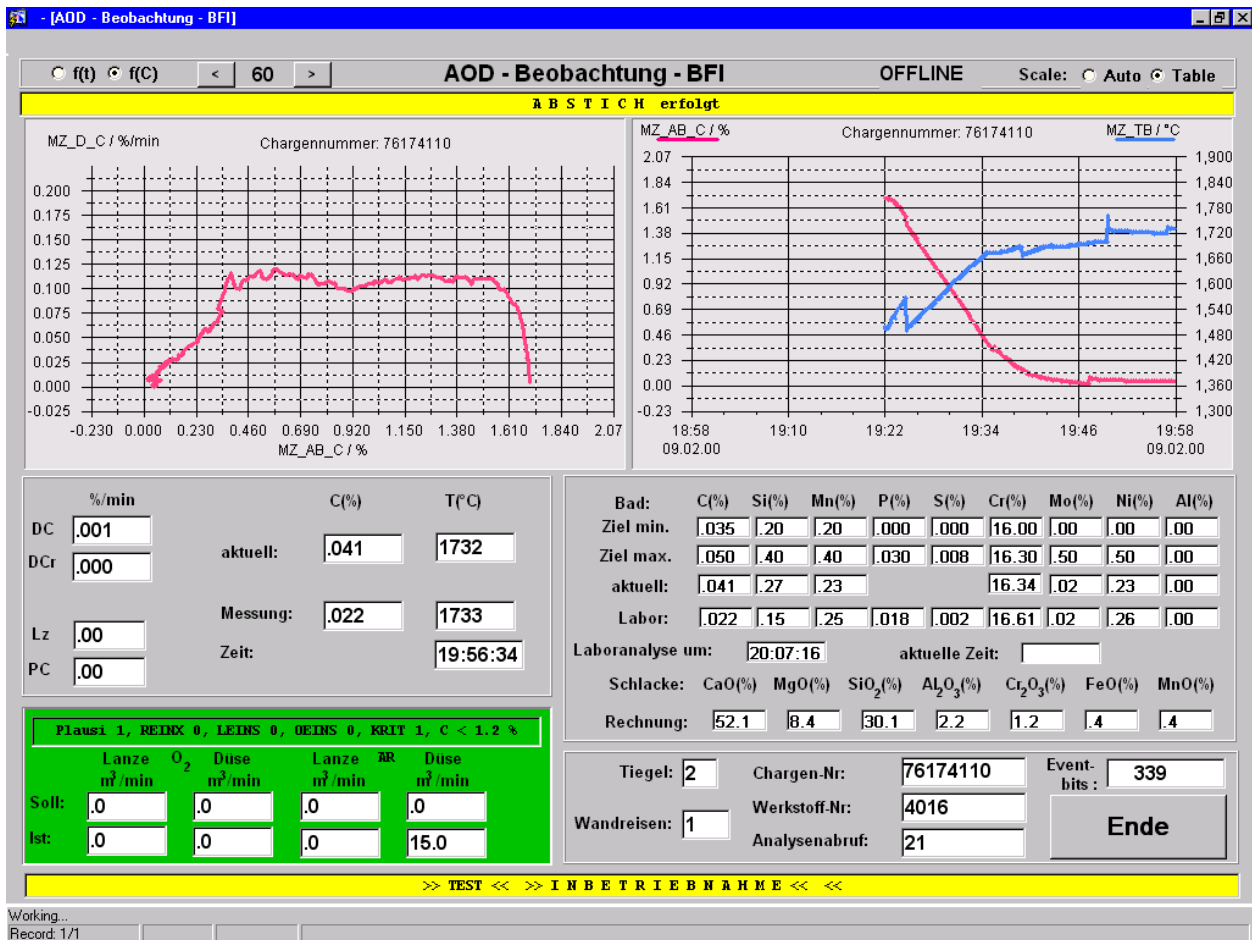 - [AOD - Beobachtung - BFI]
f(t) f(C) < 60 > AOD - Beobachtung - BFI OFFLINE Scale: Auto Table
A B S T I C H erfolgt
MZ_D_C / %/min Chargennummer: 76174110
0.200
0.175
0.150
0.125
0.100
0.075
0.050
0.025
0.000
-0.025
-0.230 0.000 0.230 0.460 0.690 0.920 1.150 1.380 1.610 1.840 2.07
MZ_AB_C / %
MZ_AB_C / % Chargennummer: 76174110 MZ_TB / °C
2.07 1,900
1.84 1,840
1.61 1,780
1.38 1,720
1.15 1,660
0.92 1,600
0.69 1,540
0.46 1,480
0.23 1,420
0.00 1,360
-0.23 1,300
18:58 19:10 19:22 19:34 19:46 19:58
09.02.00 09.02.00
%/min C(%) T(°C)
DC .001
DCr .000
aktuell: .041 1732
Messung: .022 1733
Lz .00
Zeit: 19:56:34
PC .00
Bad: C(%) Si(%) Mn(%) P(%) S(%) Cr(%) Mo(%) Ni(%) Al(%)
Ziel min. .035 .20 .20 .000 .000 16.00 .00 .00 .00
Ziel max. .050 .40 .40 .030 .008 16.30 .50 .50 .00
aktuell: .041 .27 .23 16.34 .02 .23 .00
Labor: .022 .15 .25 .018 .002 16.61 .02 .26 .00
Laboranalyse um: 20:07:16 aktuelle Zeit:
Schlacke: CaO(%) MgO(%) SiO2(%) Al2O3(%) Cr2O3(%) FeO(%) MnO(%)
Rechnung: 52.1 8.4 30.1 2.2 1.2 .4 .4
Plausi 1, REINX 0, LEINS 0, OEINS 0, KRIT 1, C < 1.2 %
Lanze O2 Düse Lanze AR Düse
m³/min m³/min m³/min m³/min
Soll: .0 .0 .0 .0
Ist: .0 .0 .0 15.0
Tiegel: 2 Chargen-Nr: 76174110 Event-bits : 339
Wandreisen: 1 Werkstoff-Nr: 4016
Analysenabruf: 21
Ende
>> TEST << >> I N B E T R I E B N A H M E << <<
Working...
Record: 1/1